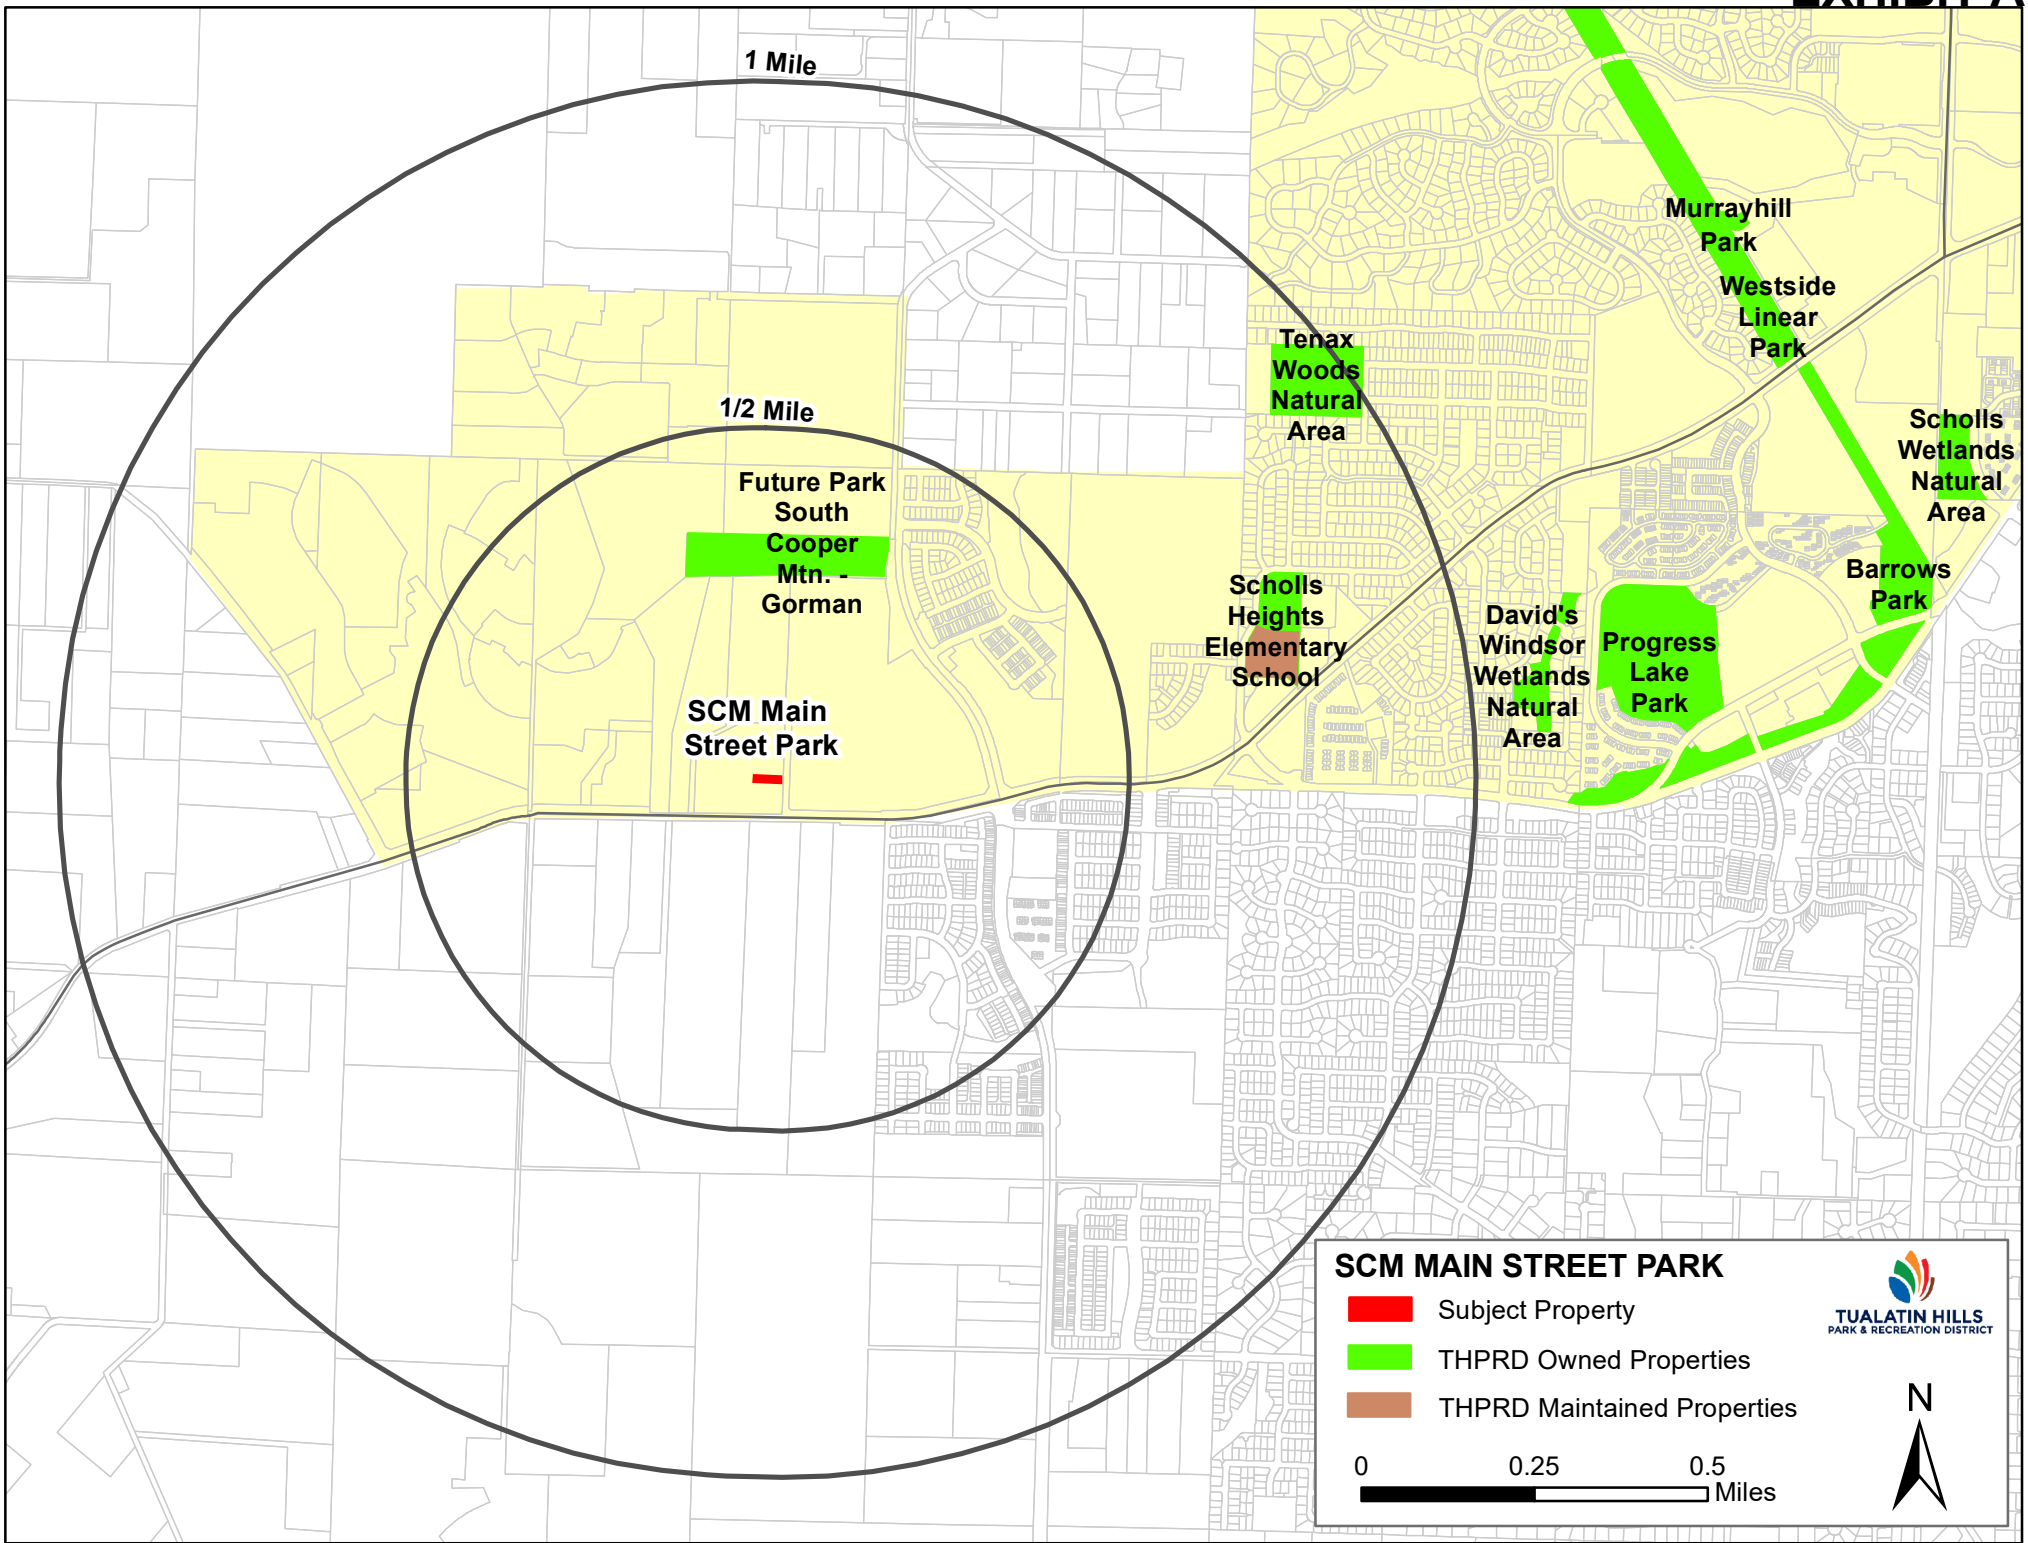 EXHIBIT A
1 Mile
Murrayhill
Park
Westside
Linear
Park
Tenax
Woods
Natural
Area
1/2 Mile
Scholls
Wetlands
Natural
Area
Future Park
South
Cooper
Mtn. -
Gorman
Barrows
Park
Scholls
Heights
Elementary
School
David's
Windsor
Wetlands
Natural
Area
Progress
Lake
Park
SCM Main
Street Park
SCM MAIN STREET PARK
Subject Property
THPRD Owned Properties
THPRD Maintained Properties
TUALATIN HILLS
PARK & RECREATION DISTRICT
N
0 0.25 0.5
Miles